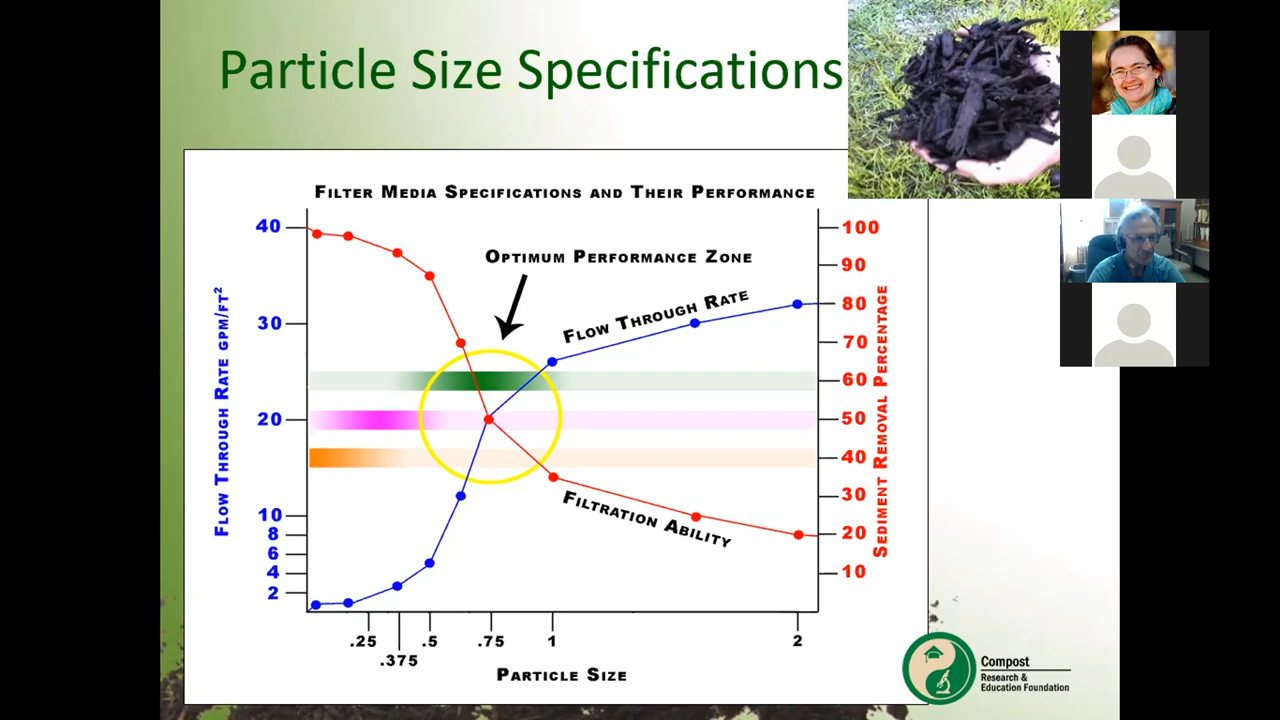 Particle Size Specifications
FILTER MEDIA SPECIFICATIONS AND THEIR PERFORMANCE
OPTIMUM PERFORMANCE ZONE
FLOW THROUGH RATE
FILTRATION ABILITY
FLOW THROUGH RATE GPM/FT²
40
30
20
10
8
6
4
2
SEDIMENT REMOVAL PERCENTAGE
100
90
80
70
60
50
40
30
20
10
.25
.375
.5
.75
1
2
PARTICLE SIZE
Compost
Research &
Education Foundation